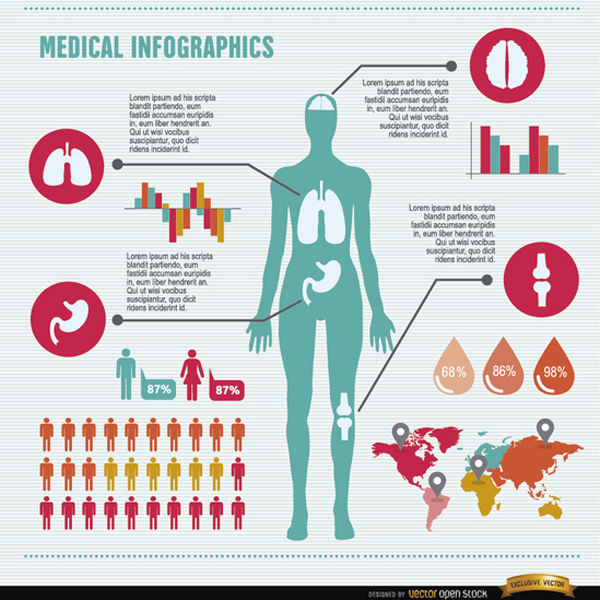 MEDICAL INFOGRAPHICS
Lorem ipsum ad his scripta
blandit partiendo, eum
fastidii accumsan euripidis
in, eum liber hendrerit an.
Qui ut wisi vocibus
suscipiantur, quo dicit
ridens inciderint id.
Lorem ipsum ad his scripta
blandit partiendo, eum
fastidii accumsan euripidis
in, eum liber hendrerit an.
Qui ut wisi vocibus
suscipiantur, quo dicit
ridens inciderint id.
Lorem ipsum ad his scripta
blandit partiendo, eum
fastidii accumsan euripidis
in, eum liber hendrerit an.
Qui ut wisi vocibus
suscipiantur, quo dicit
ridens inciderint id.
Lorem ipsum ad his scripta
blandit partiendo, eum
fastidii accumsan euripidis
in, eum liber hendrerit an.
Qui ut wisi vocibus
suscipiantur, quo dicit
ridens inciderint id.
87%
87%
68%
86%
98%
DESIGNED BY vector open stock
EXCLUSIVE VECTOR